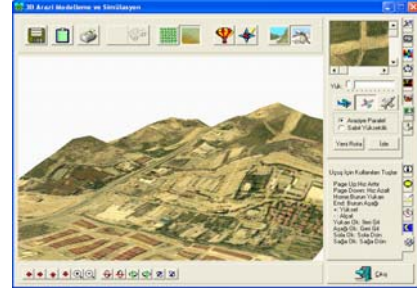 3D Arazi Modelleme ve Simülasyon
Yük:
Araziye Paralel
Sabit Yükseklik
Yeni Rota
İzle
Uçuş İçin Kullanılan Tuşlar
Page Up:Hız Arttır
Page Down: Hız Azalt
Home:Burun Yukarı
End: Burun Aşağı
+: Yüksel
- : Alçal
Yukarı Ok: İleri Git
Aşağı Ok: Geri Git
Sola Ok: Sola Dön
Sağa Ok: Sağa Dön
Çıkış